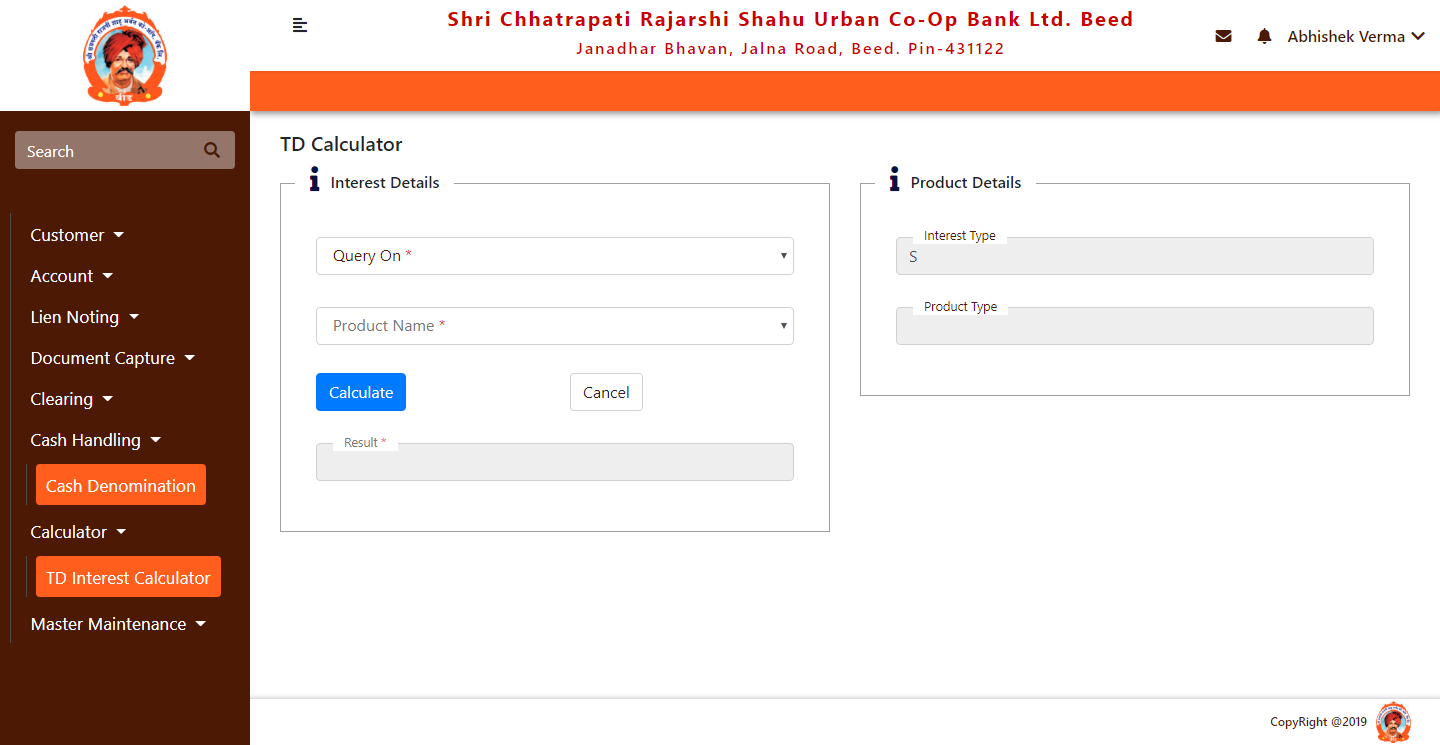 Shri Chhatrapati Rajarshi Shahu Urban Co-Op Bank Ltd. Beed
Janadhar Bhavan, Jalna Road, Beed. Pin-431122
Abhishek Verma
बीड
Search
Customer
Account
Lien Noting
Document Capture
Clearing
Cash Handling
Cash Denomination
Calculator
TD Interest Calculator
Master Maintenance
TD Calculator
Interest Details
Query On *
Product Name *
Calculate
Cancel
Result *
Product Details
Interest Type
S
Product Type
CopyRight @2019